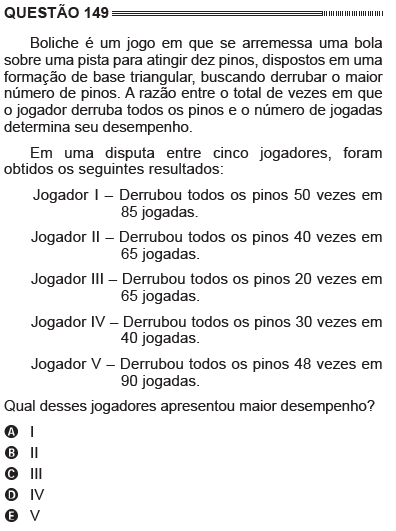 QUESTÃO 149
Boliche é um jogo em que se arremessa uma bola
sobre uma pista para atingir dez pinos, dispostos em uma
formação de base triangular, buscando derrubar o maior
número de pinos. A razão entre o total de vezes em que
o jogador derruba todos os pinos e o número de jogadas
determina seu desempenho.
Em uma disputa entre cinco jogadores, foram
obtidos os seguintes resultados:
Jogador I – Derrubou todos os pinos 50 vezes em
85 jogadas.
Jogador II – Derrubou todos os pinos 40 vezes em
65 jogadas.
Jogador III – Derrubou todos os pinos 20 vezes em
65 jogadas.
Jogador IV – Derrubou todos os pinos 30 vezes em
40 jogadas.
Jogador V – Derrubou todos os pinos 48 vezes em
90 jogadas.
Qual desses jogadores apresentou maior desempenho?
A I
B II
C III
D IV
E V